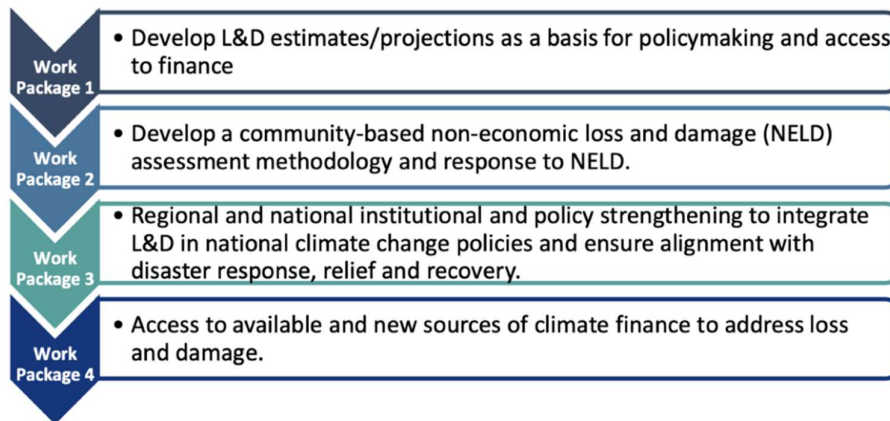 Work
Package 1
• Develop L&D estimates/projections as a basis for policymaking and access
to finance
Work
Package 2
• Develop a community-based non-economic loss and damage (NELD)
assessment methodology and response to NELD.
Work
Package 3
• Regional and national institutional and policy strengthening to integrate
L&D in national climate change policies and ensure alignment with
disaster response, relief and recovery.
Work
Package 4
• Access to available and new sources of climate finance to address loss
and damage.